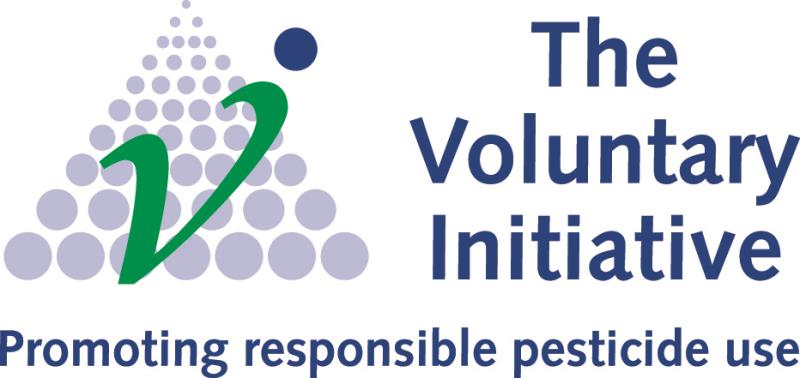 The
Voluntary
Initiative
Promoting responsible pesticide use